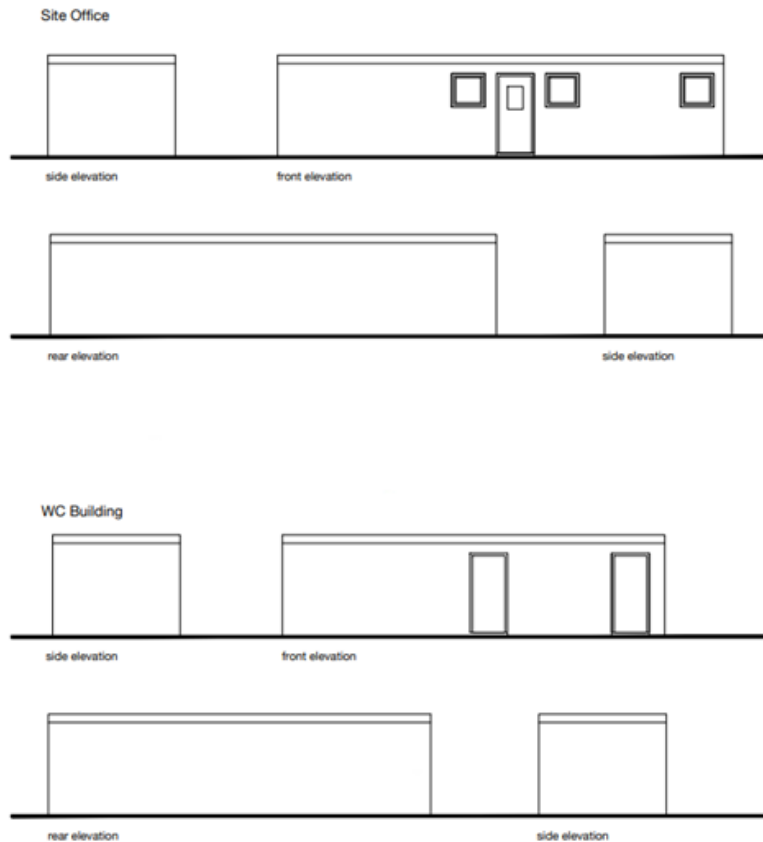 Site Office
side elevation
front elevation
rear elevation
side elevation
WC Building
side elevation
front elevation
rear elevation
side elevation